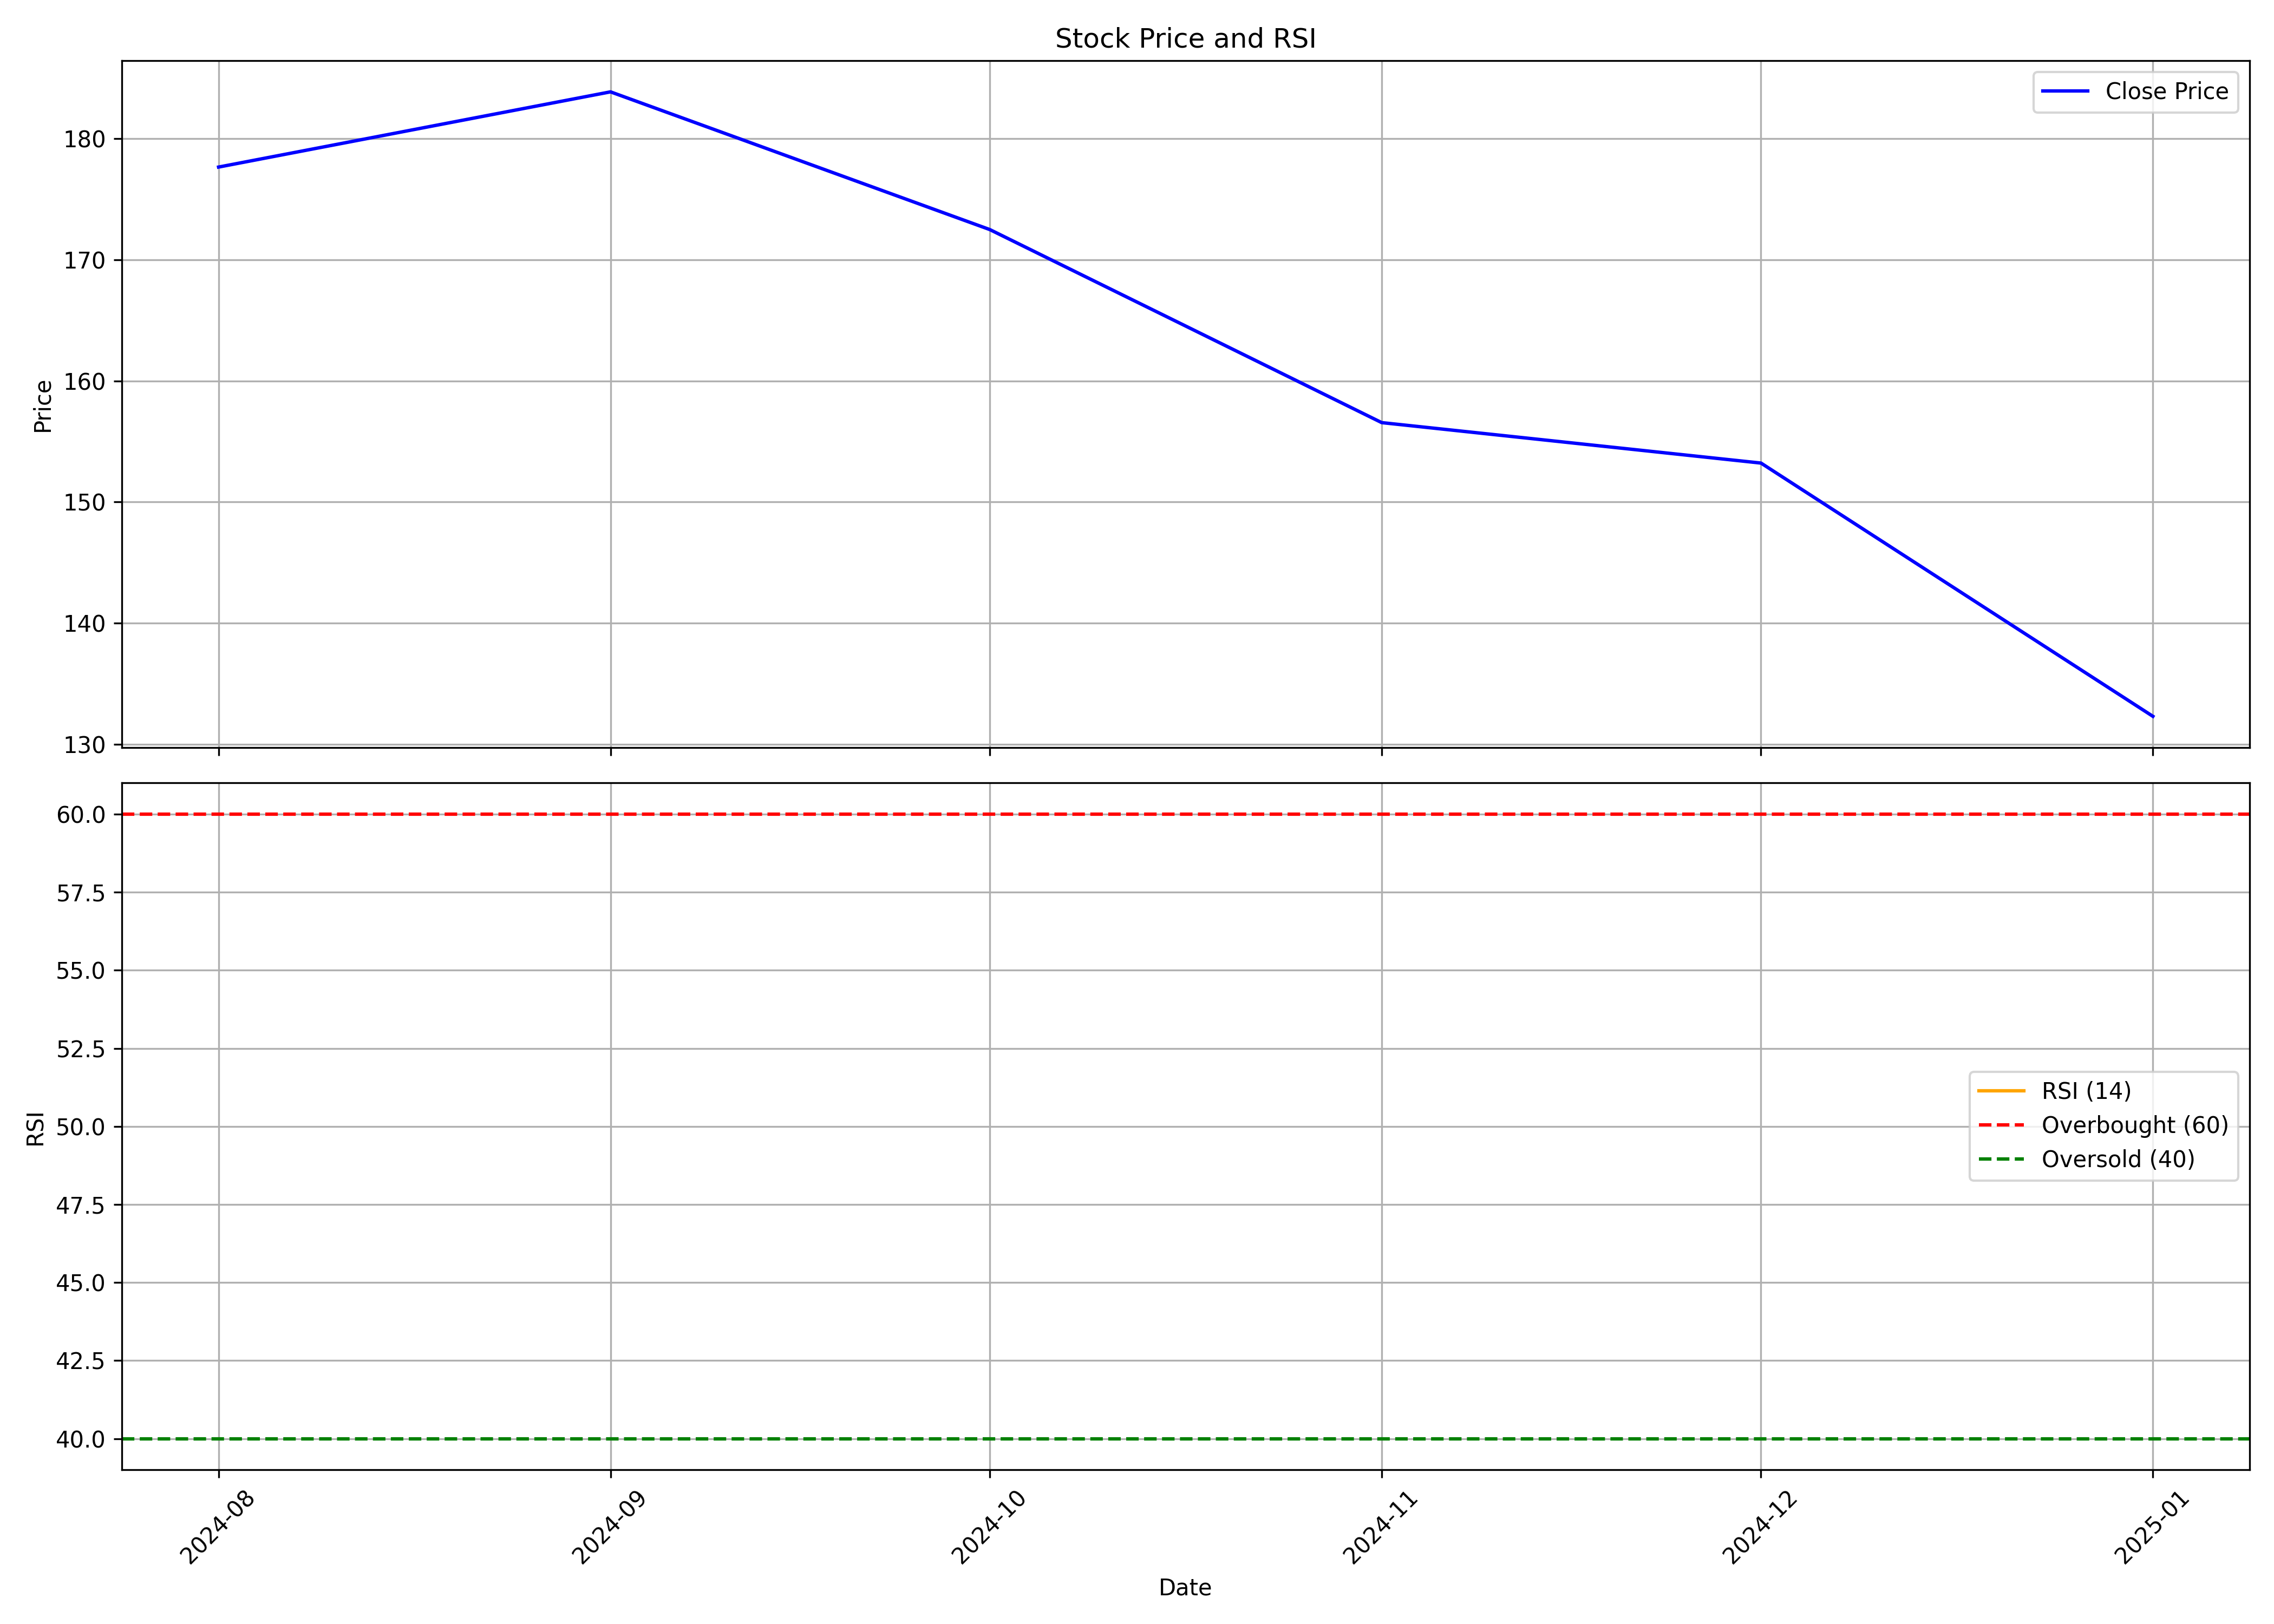 Stock Price and RSI
Close Price
Price
180
170
160
150
140
130
RSI
60.0
57.5
55.0
52.5
50.0
47.5
45.0
42.5
40.0
RSI (14)
Overbought (60)
Oversold (40)
2024-08
2024-09
2024-10
2024-11
2024-12
2025-01
Date